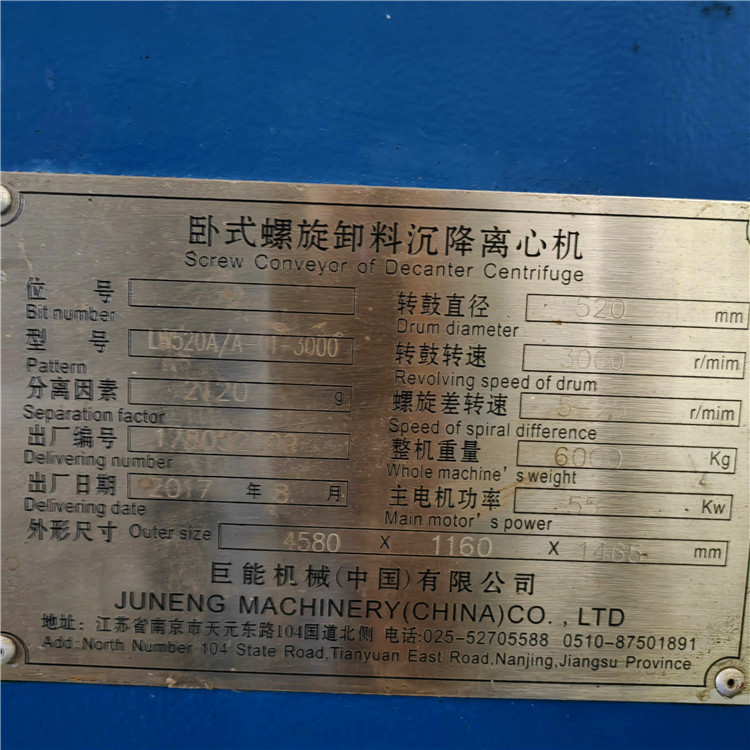 卧式螺旋卸料沉降离心机
Screw Conveyor of Decanter Centrifuge
位 号
Bit number
型 号 LW520A/A-01-3000
Pattern
分离因素 2120 g
Separation factor
出厂编号
Delivering number
出厂日期 2017 年 8 月
Delivering date
转鼓直径 520 mm
Drum diameter
转鼓转速 3000 r/mim
Revolving speed of drum
螺旋差转速 r/mim
Speed of spiral difference
整机重量 6000 Kg
Whole machine's weight
主电机功率 Kw
Main motor's power
外形尺寸 Outer size 4580 X 1160 X 1465 mm
巨能机械(中国)有限公司
JUNENG MACHINERY(CHINA)CO.,LTD
地址: 江苏省南京市天元东路104国道北侧 电话:025-52705588 0510-87501891
Add:North Number 104 State Road,Tianyuan East Road,Nanjing,Jiangsu Province